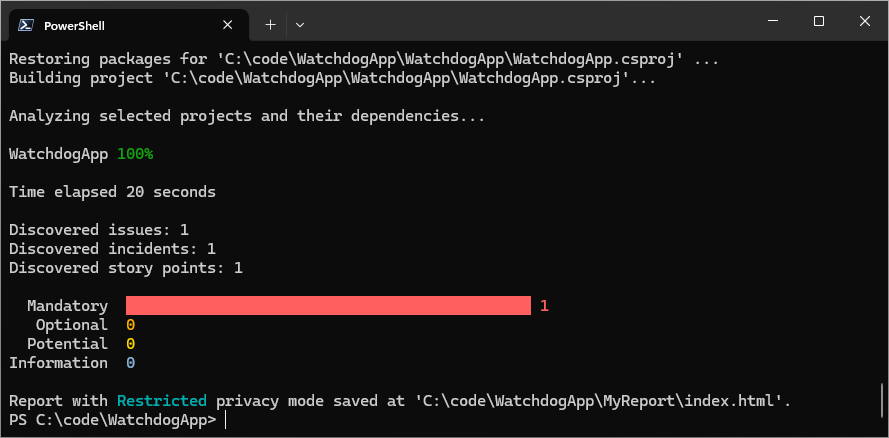 PowerShell
Restoring packages for 'C:\code\WatchdogApp\WatchdogApp\WatchdogApp.csproj' ...
Building project 'C:\code\WatchdogApp\WatchdogApp\WatchdogApp.csproj'...
Analyzing selected projects and their dependencies...
WatchdogApp 100%
Time elapsed 20 seconds
Discovered issues: 1
Discovered incidents: 1
Discovered story points: 1
Mandatory 1
Optional 0
Potential 0
Information 0
Report with Restricted privacy mode saved at 'C:\code\WatchdogApp\MyReport\index.html'.
PS C:\code\WatchdogApp>